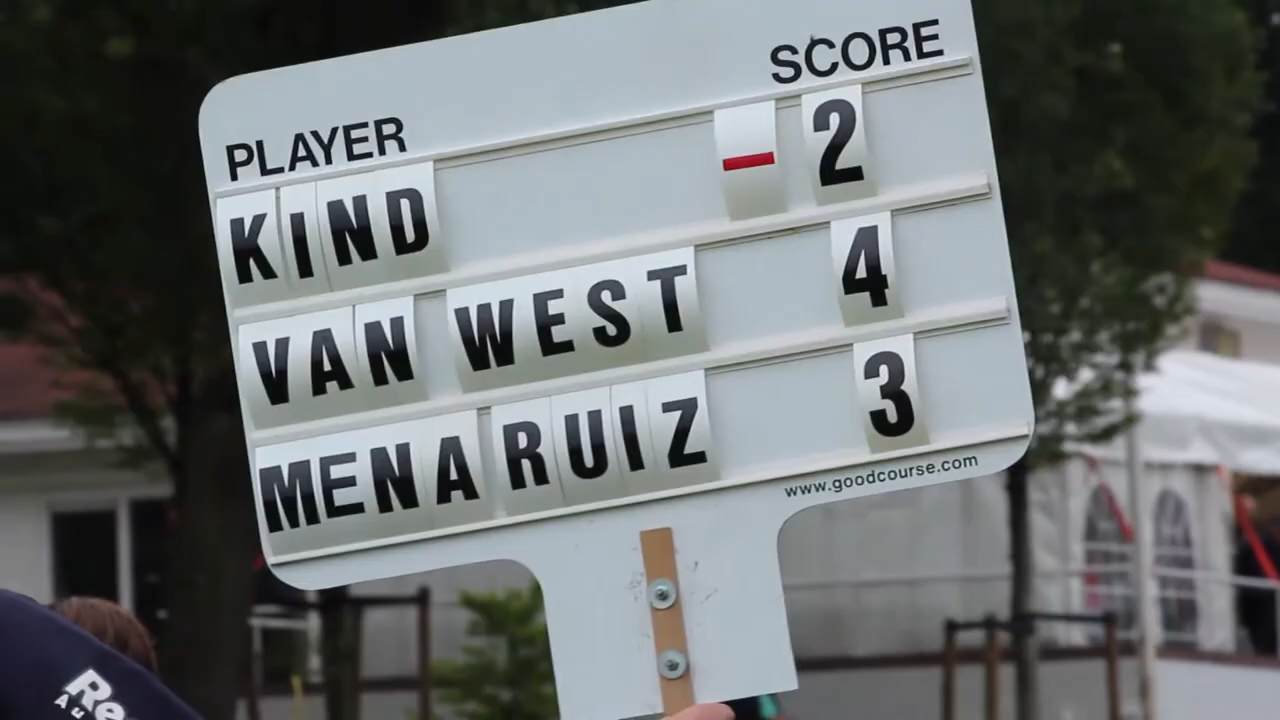 PLAYER SCORE
KIND -2
VAN WEST 4
MENA RUIZ 3
www.goodcourse.com